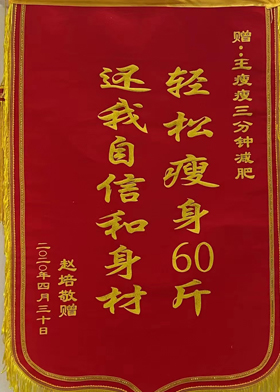 赠：王瘦瘦三分钟减肥
轻松瘦身60斤
还我自信和身材
赵培敬赠
二〇二〇年四月三十日